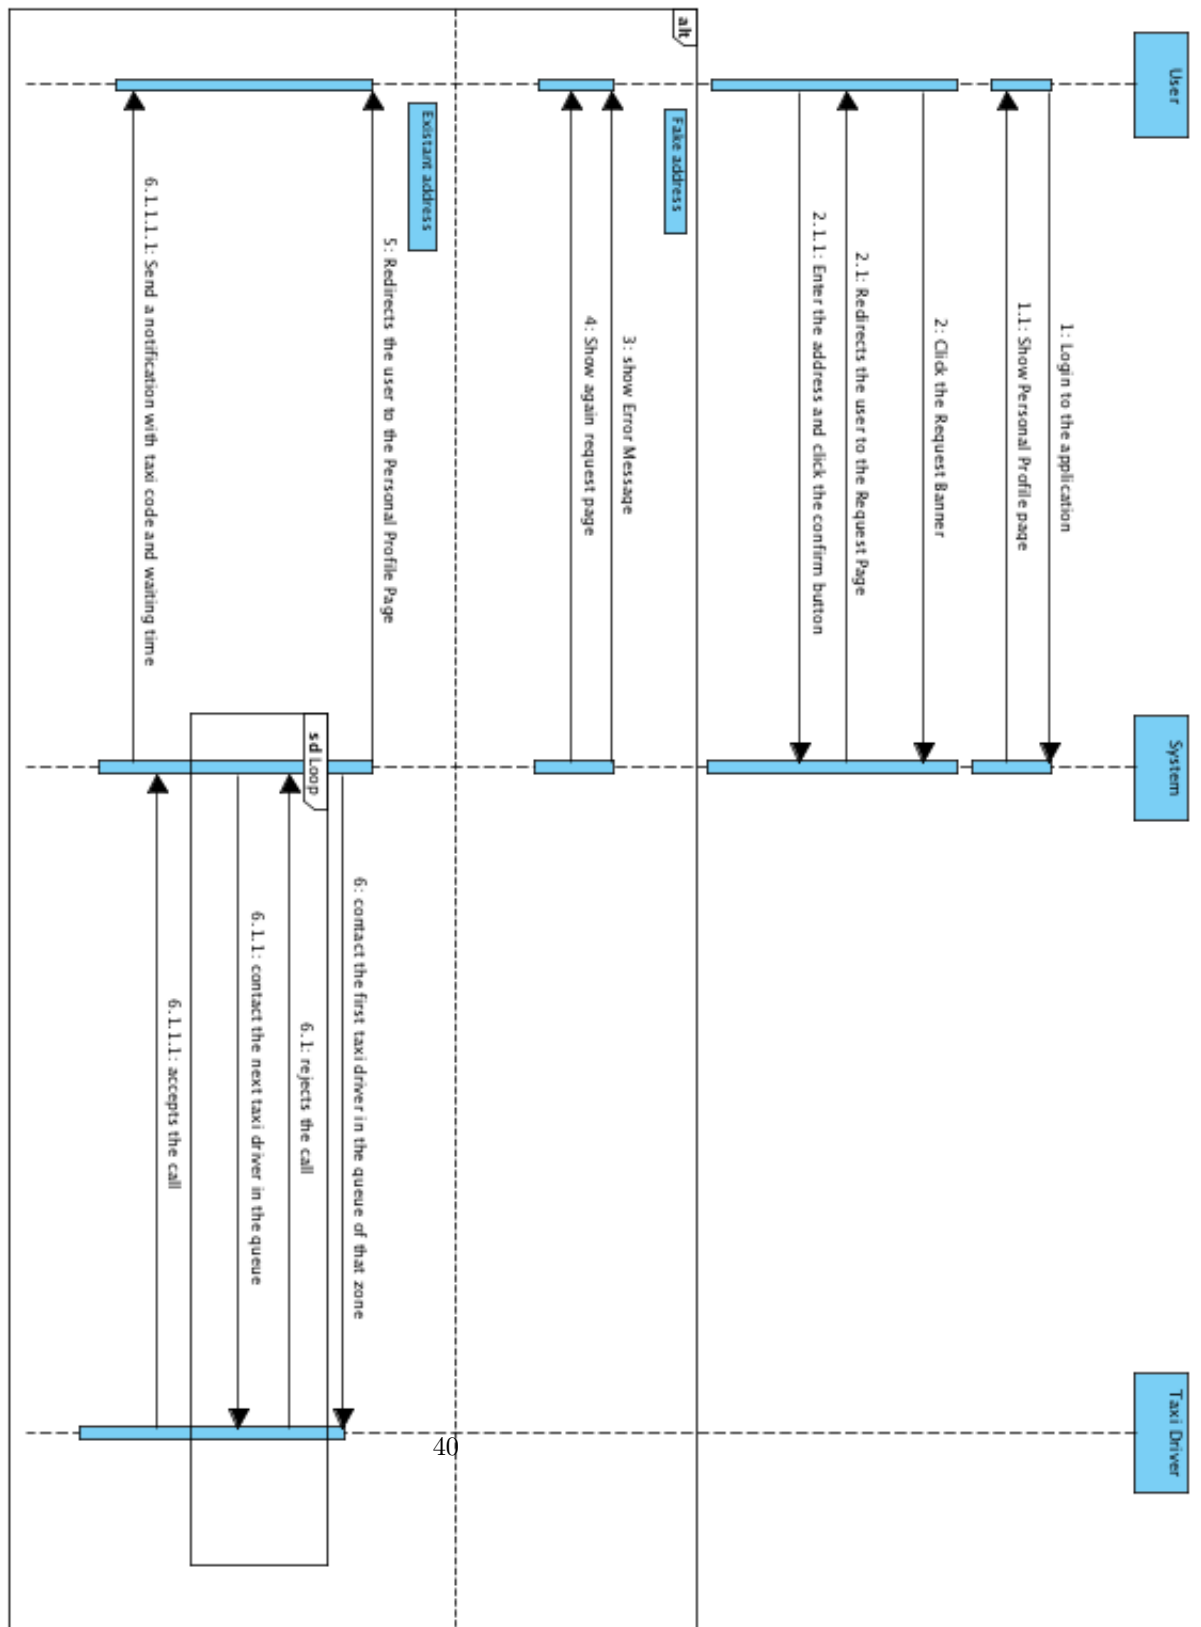 User
System
Taxi Driver
1: Login to the application
1.1: Show Personal Profile page
2: Click the Request Banner
2.1: Redirects the user to the Request Page
2.1.1: Enter the address and click the confirm button
alt
Fake address
3: show Error Message
4: Show again request page
Existant address
5: Redirects the user to the Personal Profile Page
6: contact the first taxi driver in the queue of that zone
sd Loop
6.1: rejects the call
6.1.1: contact the next taxi driver in the queue
6.1.1.1: accepts the call
6.1.1.1.1: Send a notification with taxi code and waiting time
40